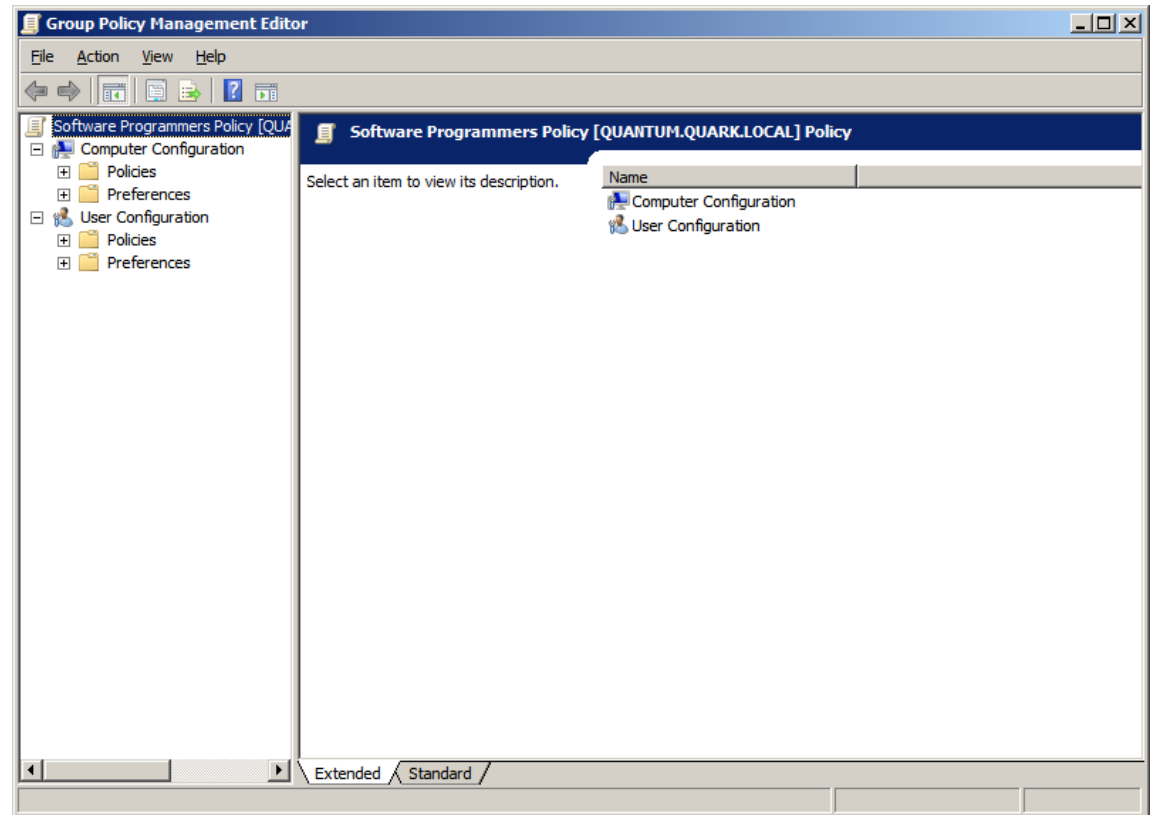 Group Policy Management Editor
File Action View Help
Software Programmers Policy [QUA
Computer Configuration
Policies
Preferences
User Configuration
Policies
Preferences
Software Programmers Policy [QUANTUM.QUARK.LOCAL] Policy
Select an item to view its description.
Name
Computer Configuration
User Configuration
Extended Standard